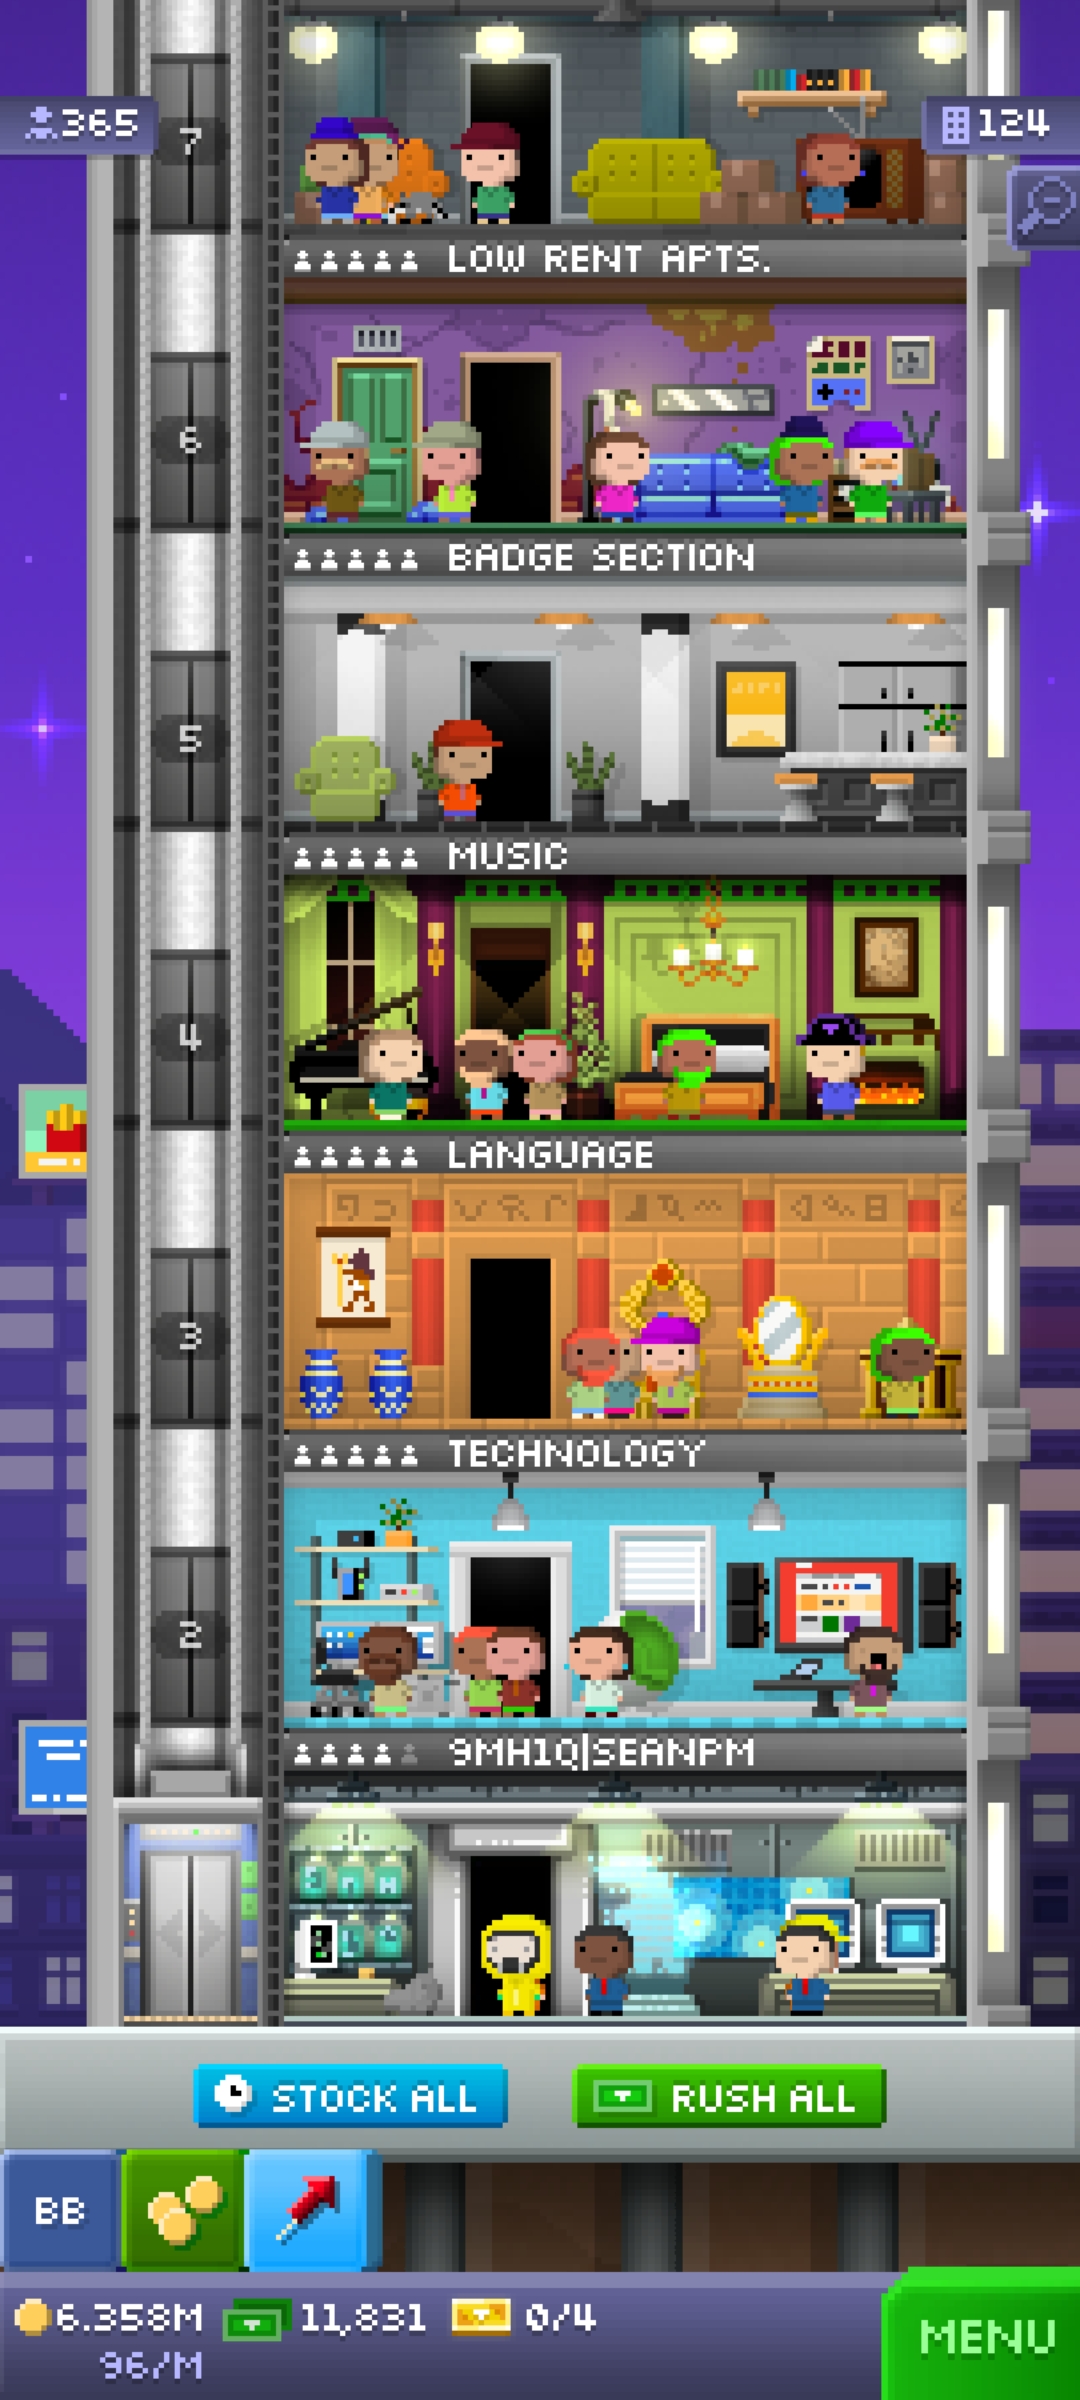 365
124
7
LOW RENT APTS.
6
BADGE SECTION
5
MUSIC
4
LANGUAGE
3
TECHNOLOGY
2
9MH1Q|SEANPM
STOCK ALL
RUSH ALL
BB
6.358M
11,831
0/4
96/M
MENU